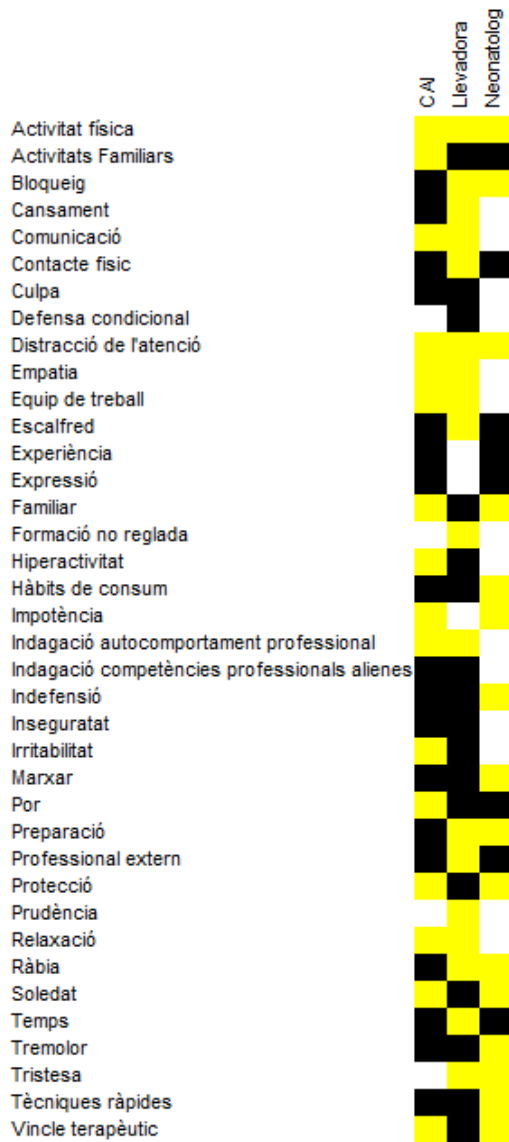 CAI
Llevadora
Neonatolog
Activitat física
Activitats Familiars
Bloqueig
Cansament
Comunicació
Contacte fisic
Culpa
Defensa condicional
Distracció de l'atenció
Empatia
Equip de treball
Escalfred
Experiència
Expressió
Familiar
Formació no reglada
Hiperactivitat
Hàbits de consum
Impotència
Indagació autocomportament professional
Indagació competències professionals alienes
Indefensió
Inseguratat
Irritabilitat
Marxar
Por
Preparació
Professional extern
Protecció
Prudència
Relaxació
Ràbia
Soledat
Temps
Tremolor
Tristesa
Tècniques ràpides
Vincle terapèutic